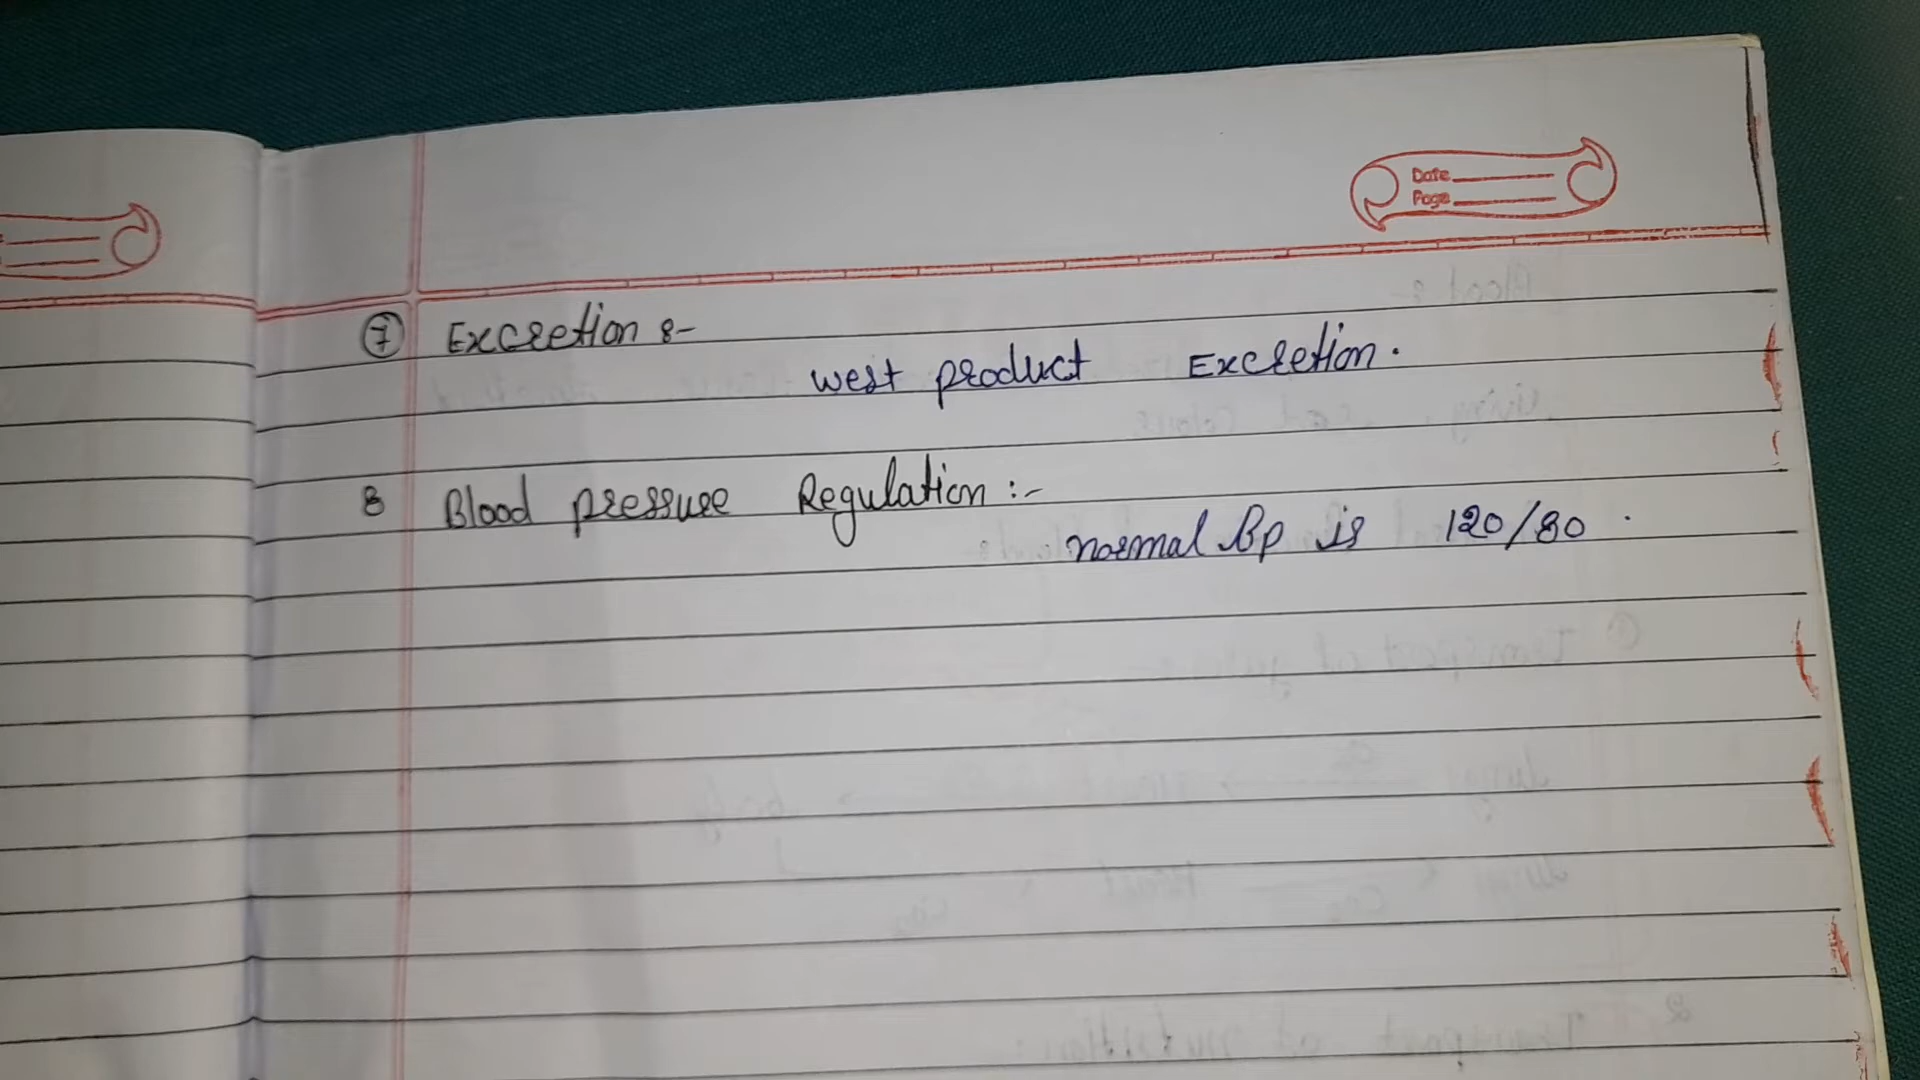 Date
Page
7 Excretion :-
west product Excretion.
8 Blood pressure Regulation :-
normal Bp is 120/80.